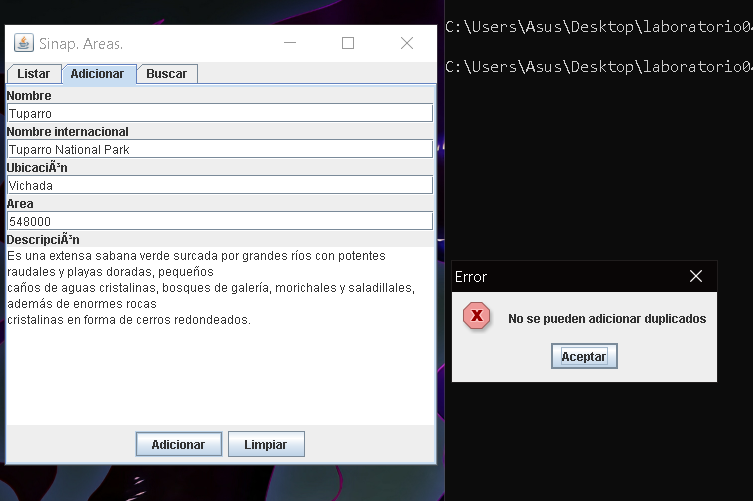 Sinap. Areas.
Listar Adicionar Buscar
Nombre
Tuparro
Nombre internacional
Tuparro National Park
UbicaciÃ³n
Vichada
Area
548000
DescripciÃ³n
Es una extensa sabana verde surcada por grandes ríos con potentes
raudales y playas doradas, pequeños
caños de aguas cristalinas, bosques de galería, morichales y saladillales,
además de enormes rocas
cristalinas en forma de cerros redondeados.
Adicionar Limpiar
C:\Users\Asus\Desktop\laboratorio04
C:\Users\Asus\Desktop\laboratorio04
Error
No se pueden adicionar duplicados
Aceptar